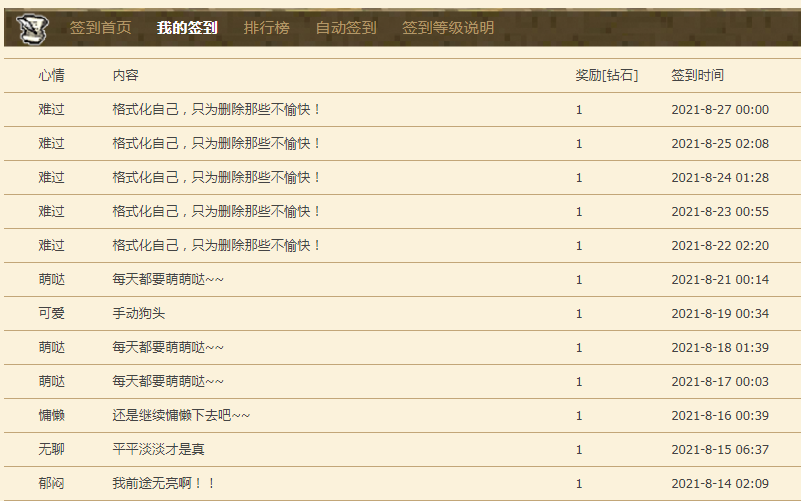 签到首页 我的签到 排行榜 自动签到 签到等级说明
心情 内容 奖励[钻石] 签到时间
难过 格式化自己，只为删除那些不愉快！ 1 2021-8-27 00:00
难过 格式化自己，只为删除那些不愉快！ 1 2021-8-25 02:08
难过 格式化自己，只为删除那些不愉快！ 1 2021-8-24 01:28
难过 格式化自己，只为删除那些不愉快！ 1 2021-8-23 00:55
难过 格式化自己，只为删除那些不愉快！ 1 2021-8-22 02:20
萌哒 每天都要萌萌哒~~ 1 2021-8-21 00:14
可爱 手动狗头 1 2021-8-19 00:34
萌哒 每天都要萌萌哒~~ 1 2021-8-18 01:39
萌哒 每天都要萌萌哒~~ 1 2021-8-17 00:03
慵懒 还是继续慵懒下去吧~~ 1 2021-8-16 00:39
无聊 平平淡淡才是真 1 2021-8-15 06:37
郁闷 我前途无亮啊！！ 1 2021-8-14 02:09